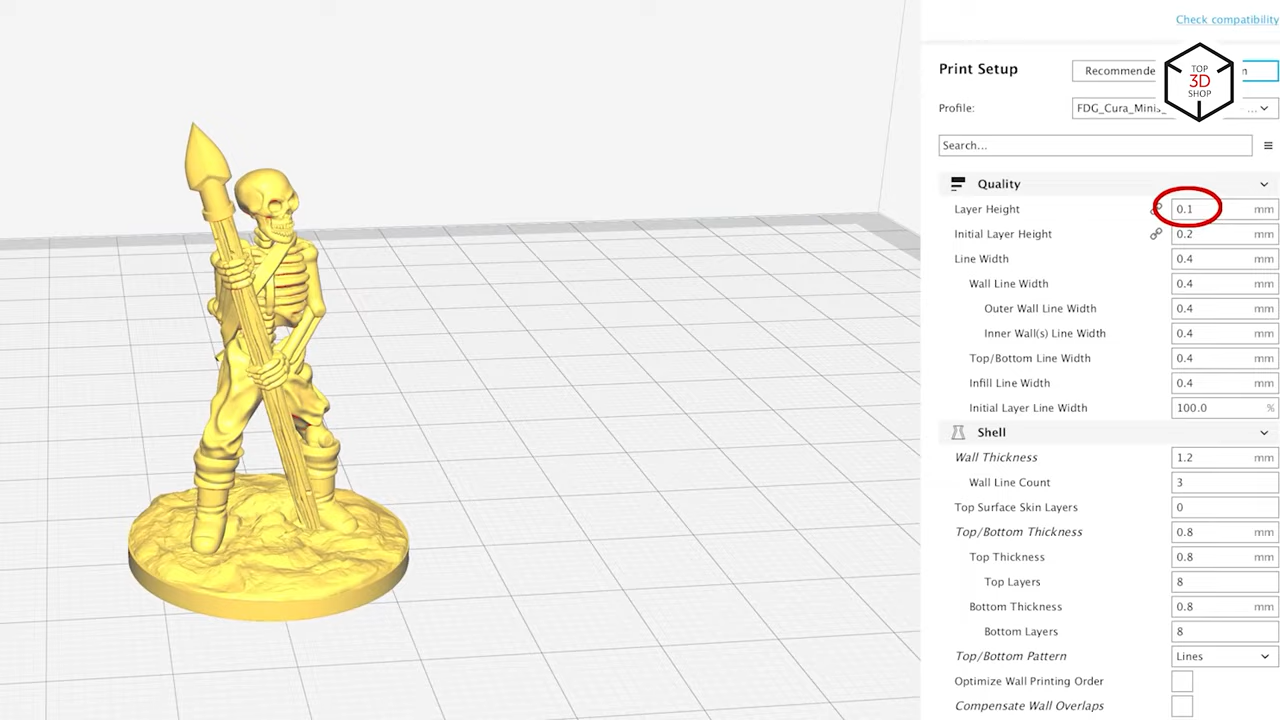 Check compatibility
Print Setup
Recommende
TOP
3D
SHOP
Profile:
FDG_Cura_Minis_ ...
Search...
Quality
Layer Height 0.1 mm
Initial Layer Height 0.2 mm
Line Width 0.4 mm
Wall Line Width 0.4 mm
Outer Wall Line Width 0.4 mm
Inner Wall(s) Line Width 0.4 mm
Top/Bottom Line Width 0.4 mm
Infill Line Width 0.4 mm
Initial Layer Line Width 100.0 %
Shell
Wall Thickness 1.2 mm
Wall Line Count 3
Top Surface Skin Layers 0
Top/Bottom Thickness 0.8 mm
Top Thickness 0.8 mm
Top Layers 8
Bottom Thickness 0.8 mm
Bottom Layers 8
Top/Bottom Pattern Lines
Optimize Wall Printing Order
Compensate Wall Overlaps